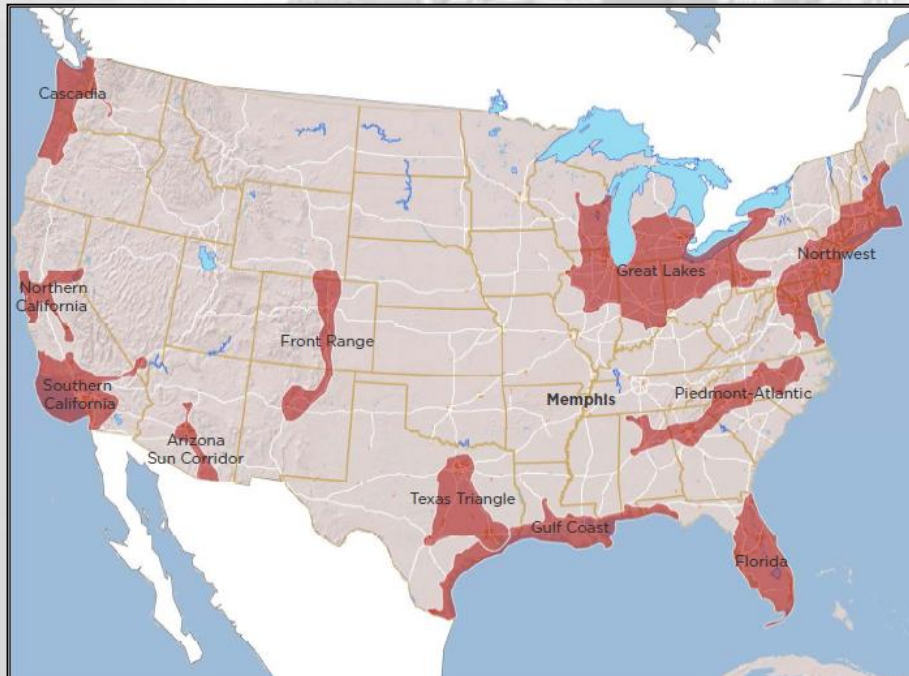 Cascadia
Northwest
Great Lakes
Northern
California
Front Range
Southern
California
Memphis
Piedmont-Atlantic
Arizona
Sun Corridor
Texas Triangle
Gulf Coast
Florida